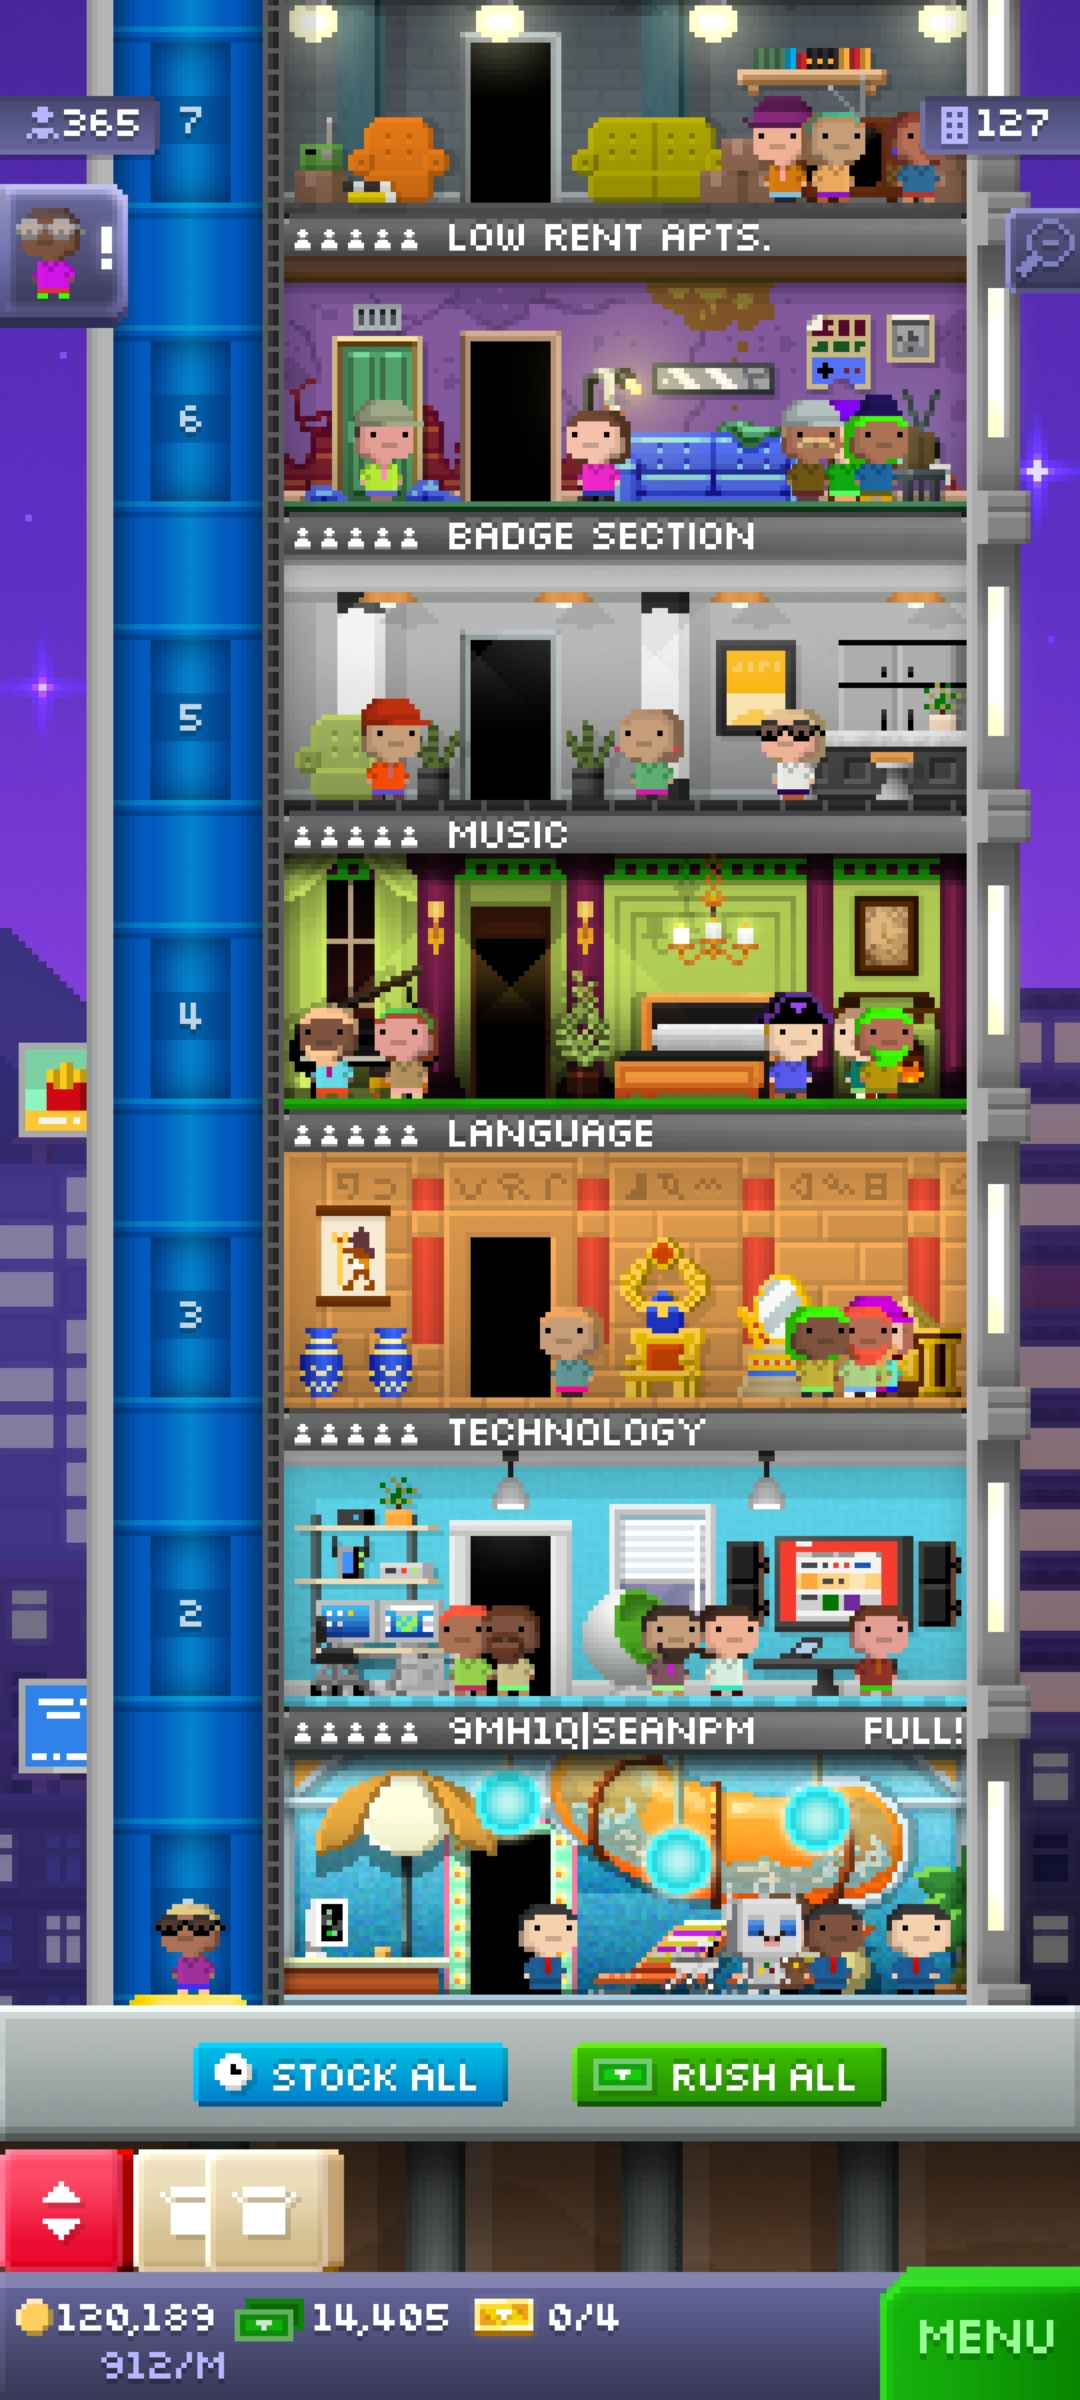 365
7
127
!
LOW RENT APTS.
6
BADGE SECTION
5
MUSIC
4
LANGUAGE
3
TECHNOLOGY
2
9MH1Q|SEANPM FULL!
STOCK ALL
RUSH ALL
120,189
14,405
0/4
912/M
MENU